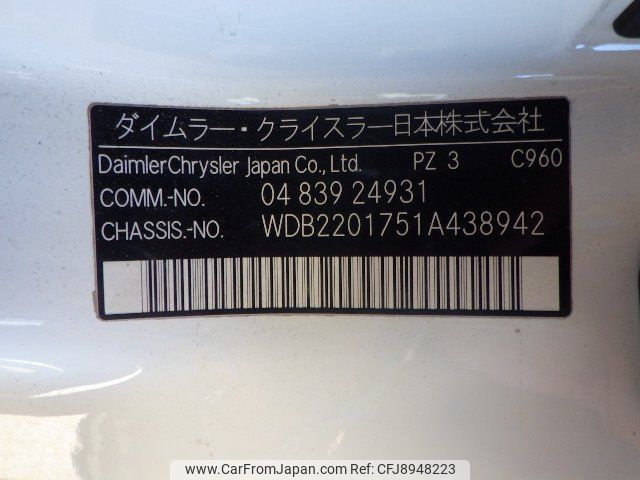 ダイムラー・クライスラー日本株式会社
DaimlerChrysler Japan Co., Ltd. PZ 3 C960
COMM.-NO. 04 839 24931
CHASSIS.-NO. WDB2201751A438942
www.CarFromJapan.com ID: CFJ8948223